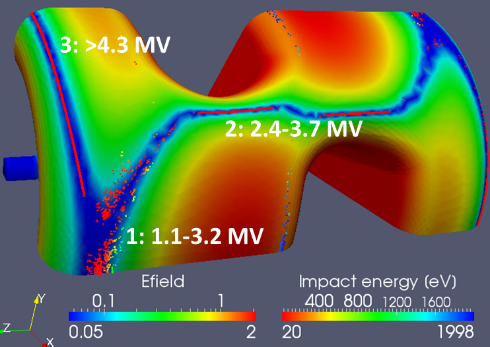 3: >4.3 MV
2: 2.4-3.7 MV
1: 1.1-3.2 MV
Efield
0.1 1
0.05 2
Impact energy (eV)
400 800 1200 1600
20 1998
Y
Z
X